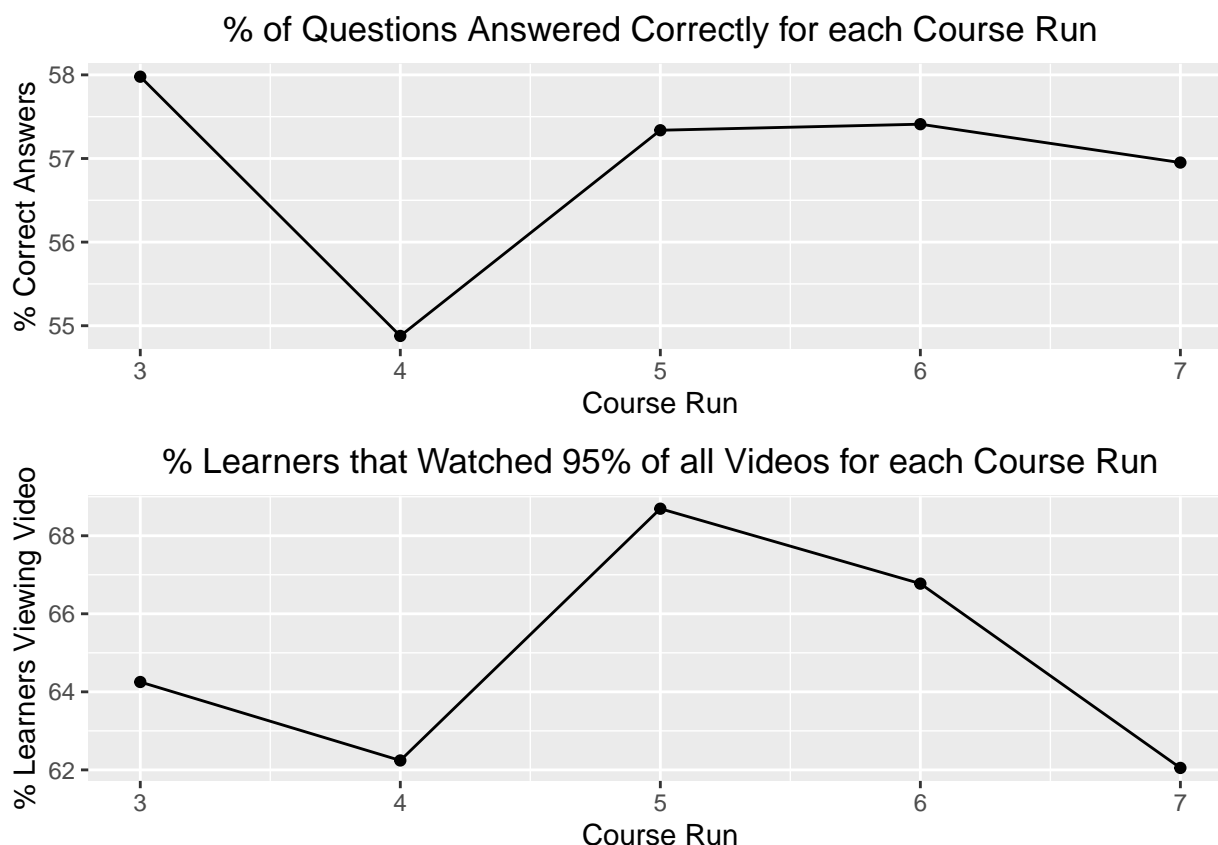 % of Questions Answered Correctly for each Course Run
% Correct Answers
58
57
56
55
3 4 5 6 7
Course Run
% Learners that Watched 95% of all Videos for each Course Run
% Learners Viewing Video
68
66
64
62
3 4 5 6 7
Course Run